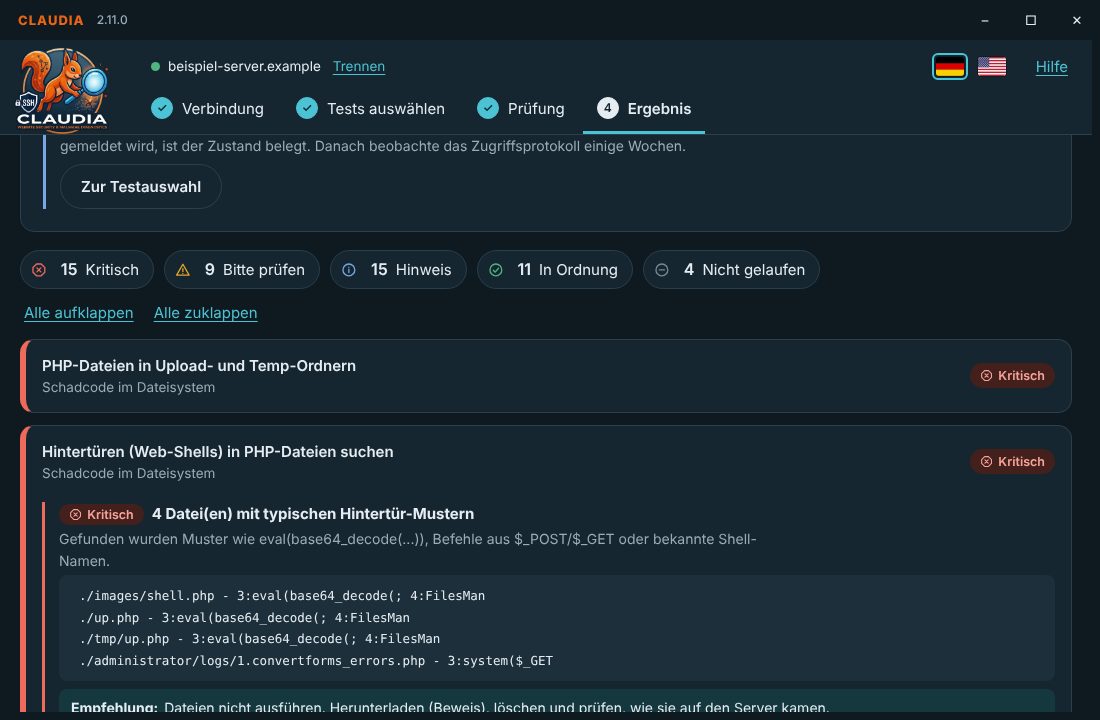 CLAUDIA 2.11.0
beispiel-server.example Trennen
Hilfe
SSH
CLAUDIA
Verbindung
Tests auswählen
Prüfung
4 Ergebnis
gemeldet wird, ist der Zustand belegt. Danach beobachte das Zugriffsprotokoll einige Wochen.
Zur Testauswahl
15 Kritisch
9 Bitte prüfen
15 Hinweis
11 In Ordnung
4 Nicht gelaufen
Alle aufklappen Alle zuklappen
PHP-Dateien in Upload- und Temp-Ordnern
Schadcode im Dateisystem
Kritisch
Hintertüren (Web-Shells) in PHP-Dateien suchen
Schadcode im Dateisystem
Kritisch
Kritisch 4 Datei(en) mit typischen Hintertür-Mustern
Gefunden wurden Muster wie eval(base64_decode(...)), Befehle aus $_POST/$_GET oder bekannte Shell-
Namen.
./images/shell.php - 3:eval(base64_decode(; 4:FilesMan
./up.php - 3:eval(base64_decode(; 4:FilesMan
./tmp/up.php - 3:eval(base64_decode(; 4:FilesMan
./administrator/logs/1.convertforms_errors.php - 3:system($_GET
Empfehlung: Dateien nicht ausführen. Herunterladen (Beweis), löschen und prüfen, wie sie auf den Server kamen.